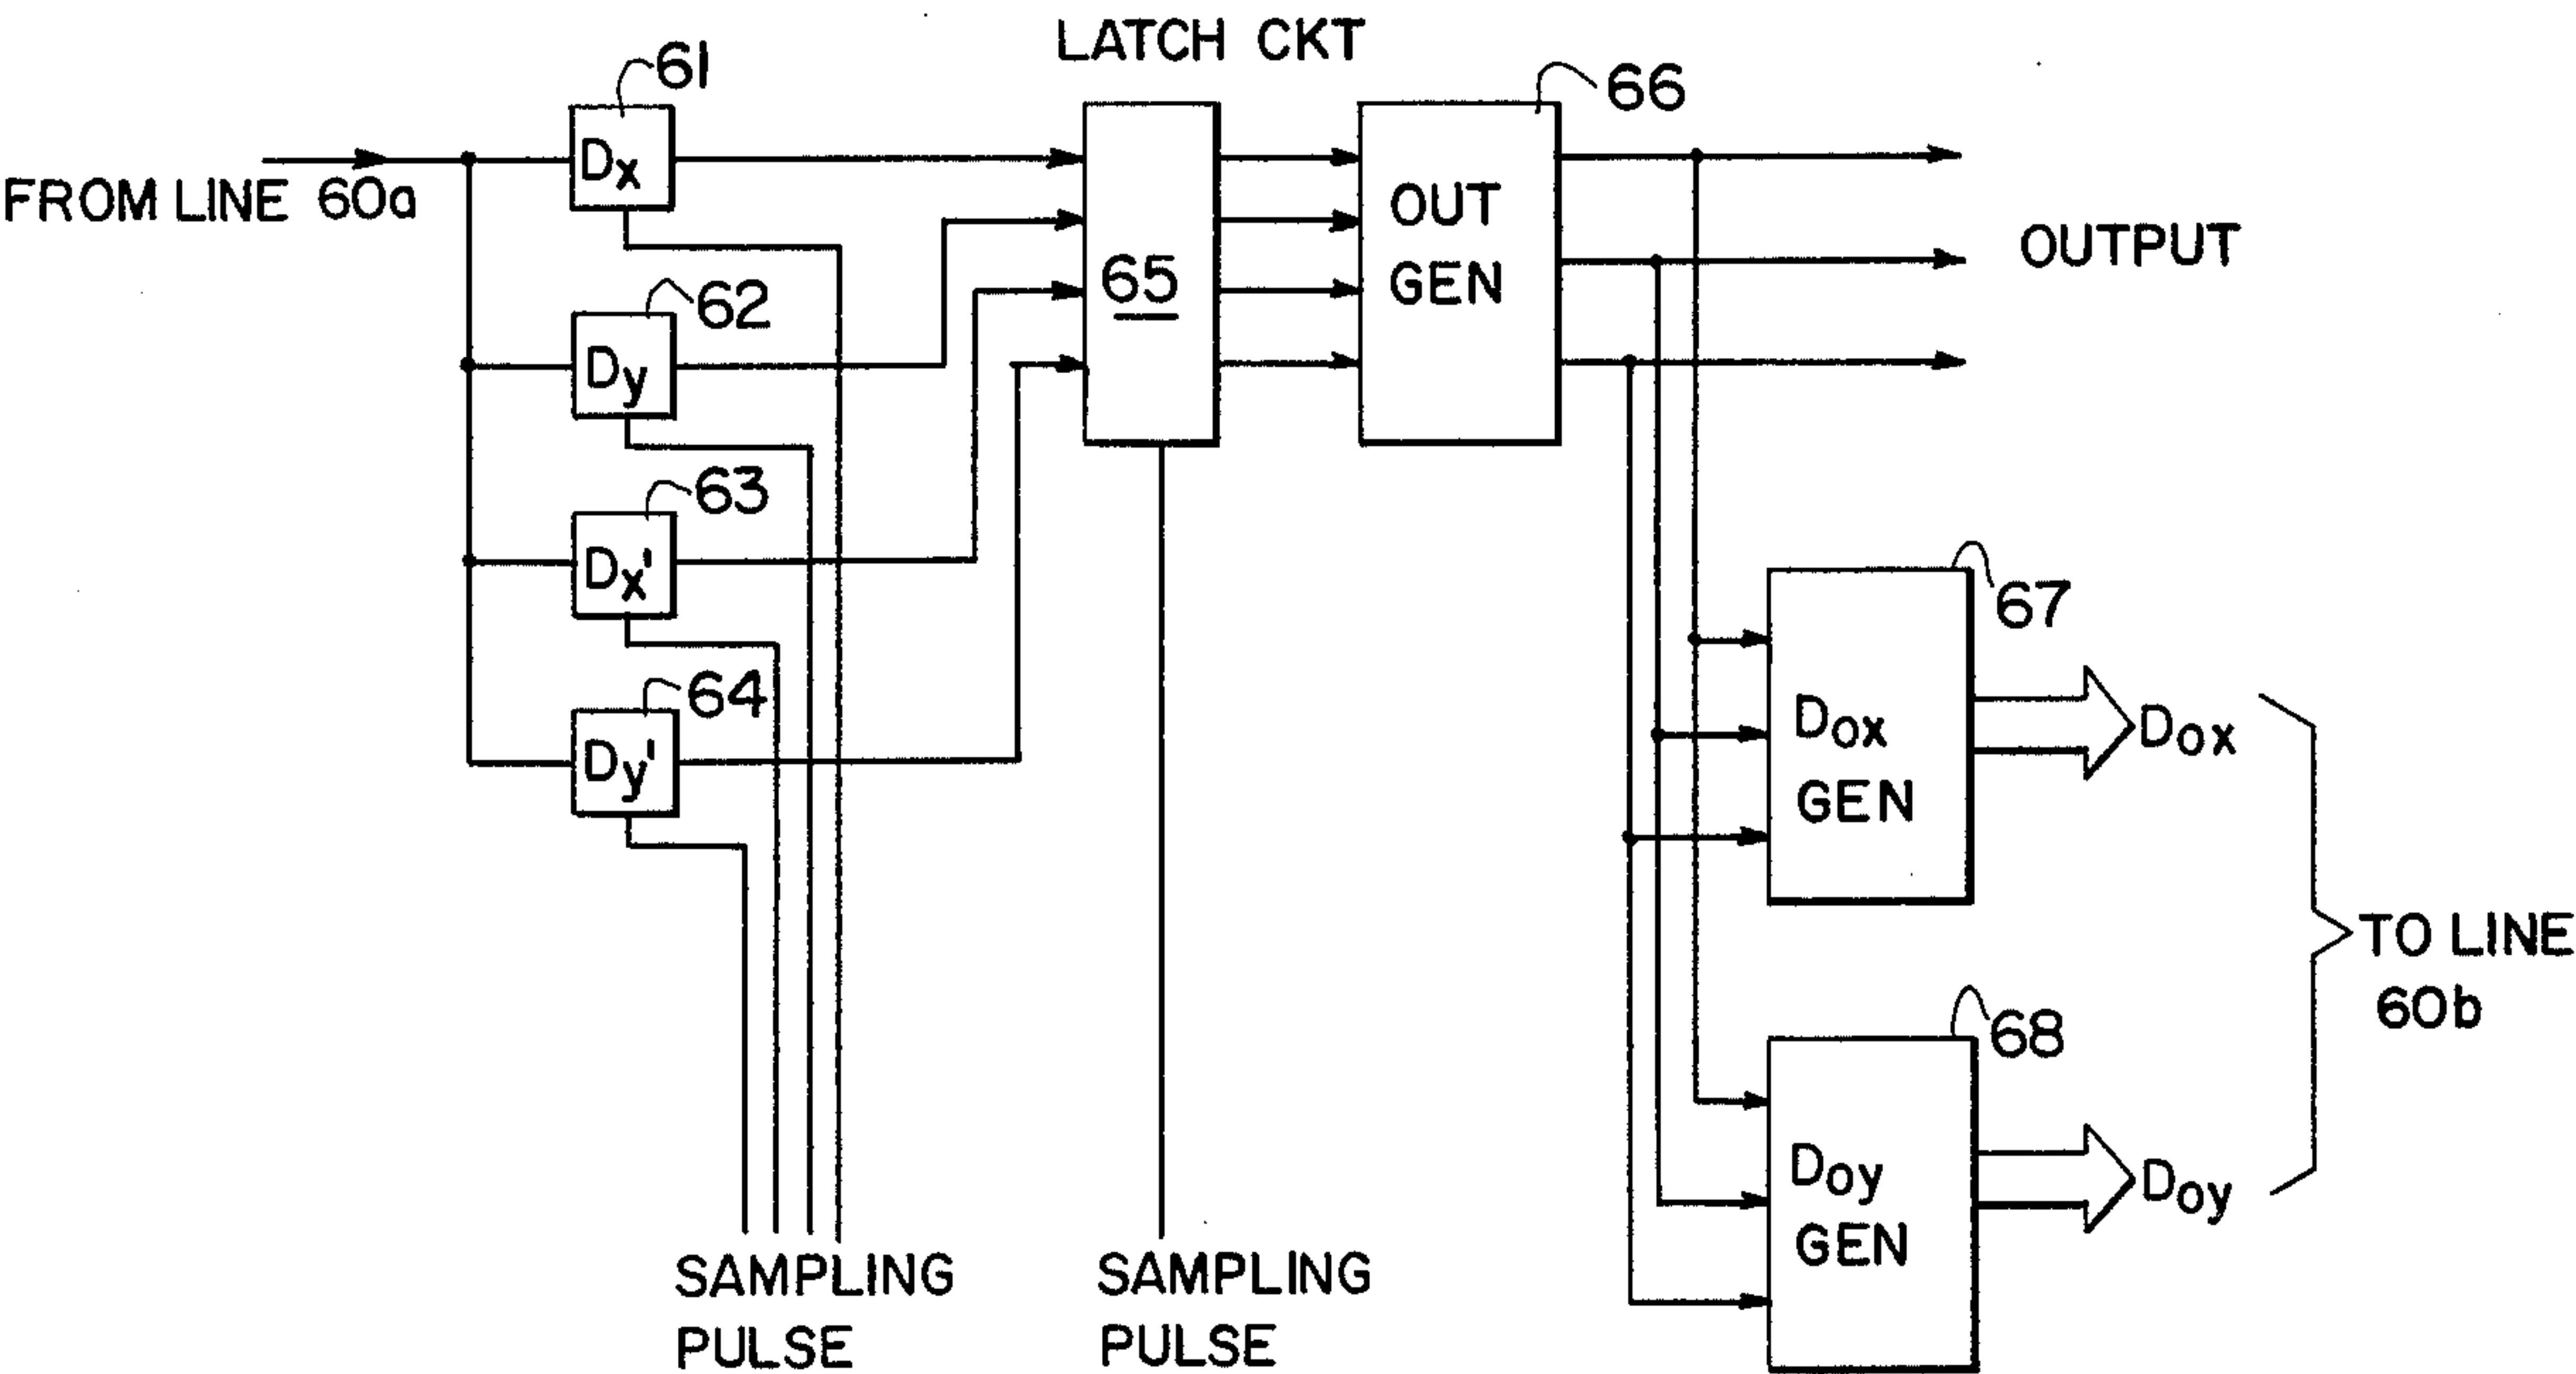 LATCH CKT
61
66
Dx
FROM LINE 60a
OUT
GEN
OUTPUT
65
62
Dy
63
Dx'
67
64
Dy'
Dox
GEN
Dox
TO LINE
60b
68
Doy
GEN
Doy
SAMPLING
PULSE
SAMPLING
PULSE